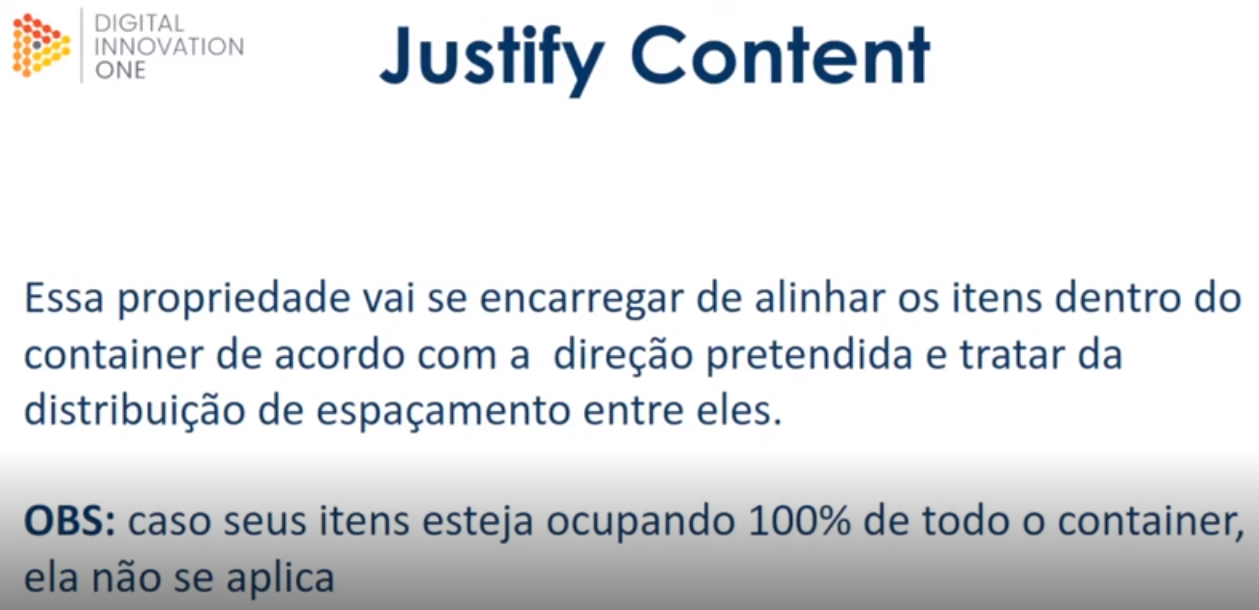 DIGITAL
INNOVATION
ONE
Justify Content
Essa propriedade vai se encarregar de alinhar os itens dentro do
container de acordo com a direção pretendida e tratar da
distribuição de espaçamento entre eles.
OBS: caso seus itens esteja ocupando 100% de todo o container,
ela não se aplica